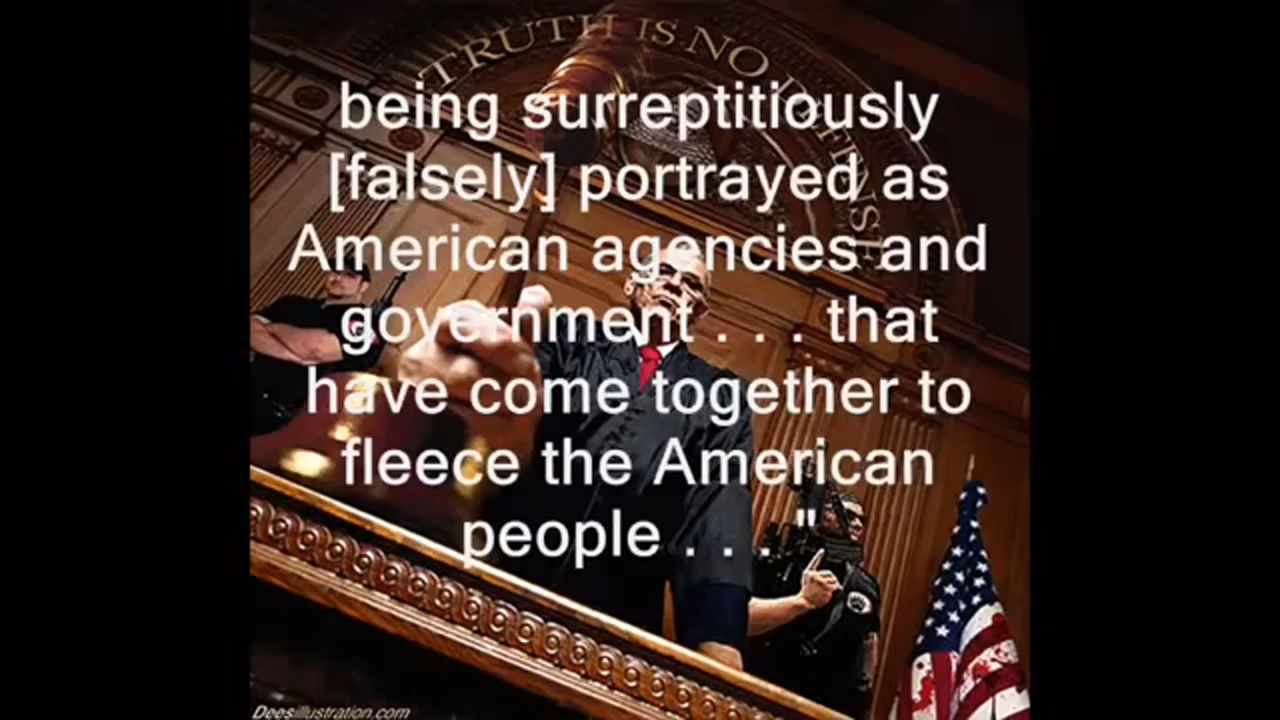 TRUTH IS NO DEFENSE
being surreptitiously
[falsely] portrayed as
American agencies and
government . . . that
have come together to
fleece the American
people . . . "
Deesillustration.com